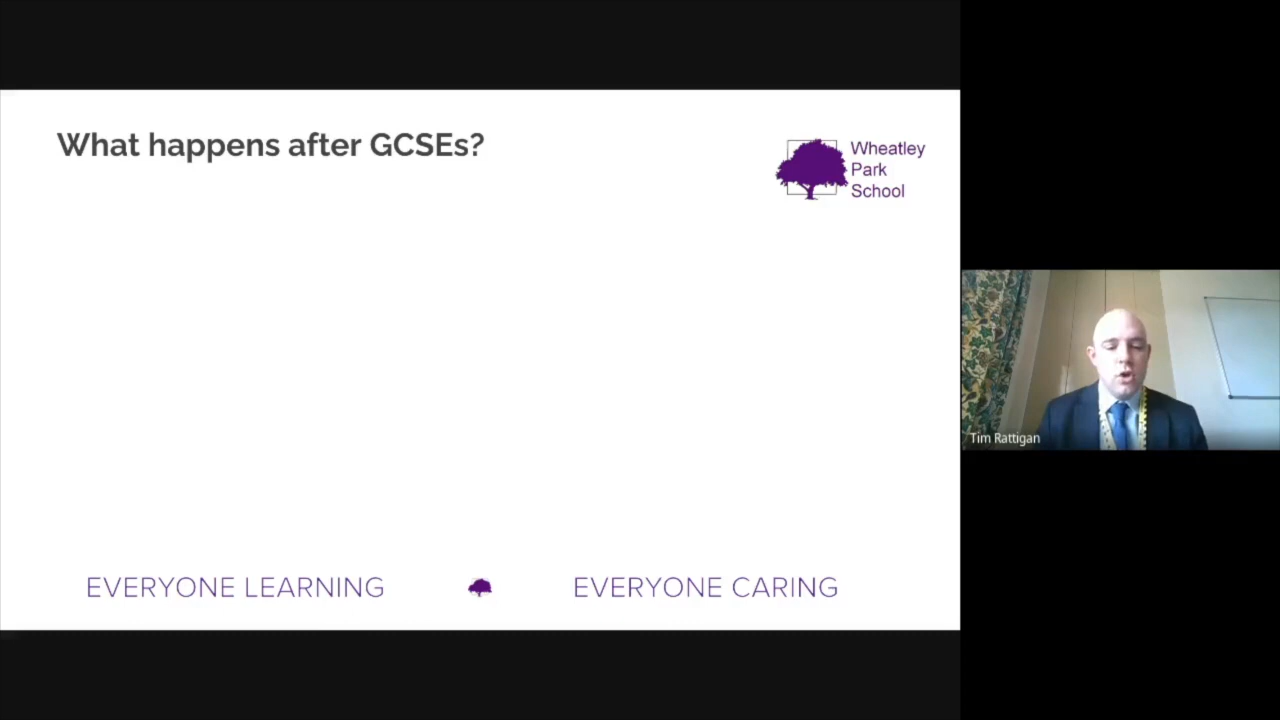 What happens after GCSEs?
Wheatley
Park
School
Tim Rattigan
EVERYONE LEARNING
EVERYONE CARING